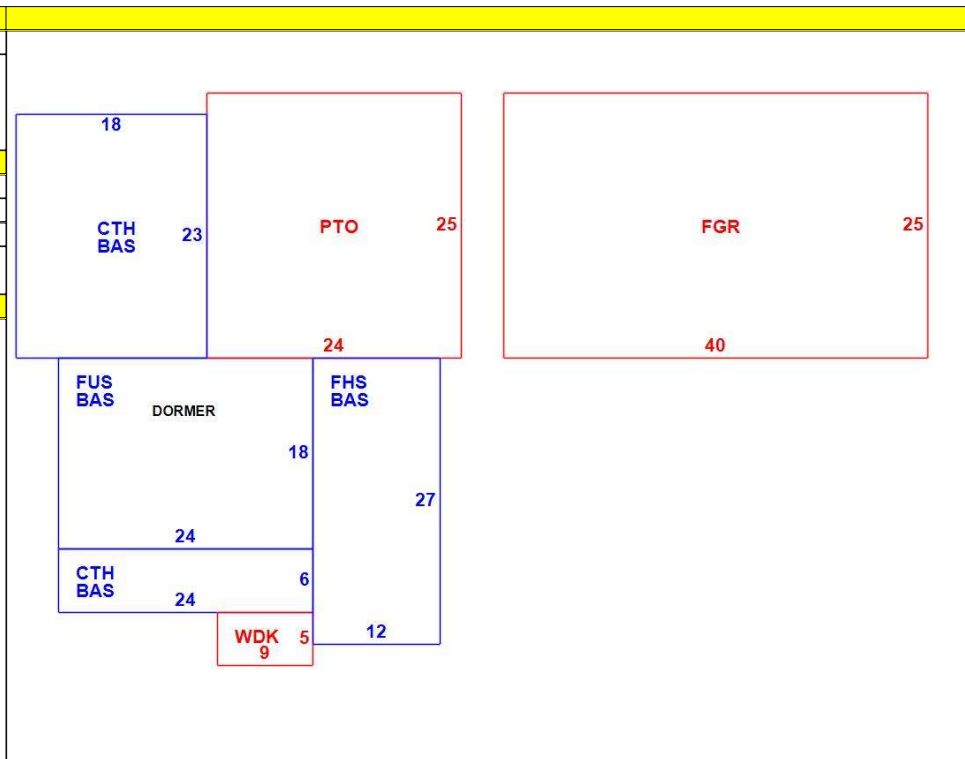 18
CTH
BAS
23
PTO
25
24
FGR
25
40
FUS
BAS
DORMER
18
24
FHS
BAS
27
12
CTH
BAS
6
24
WDK 5
9